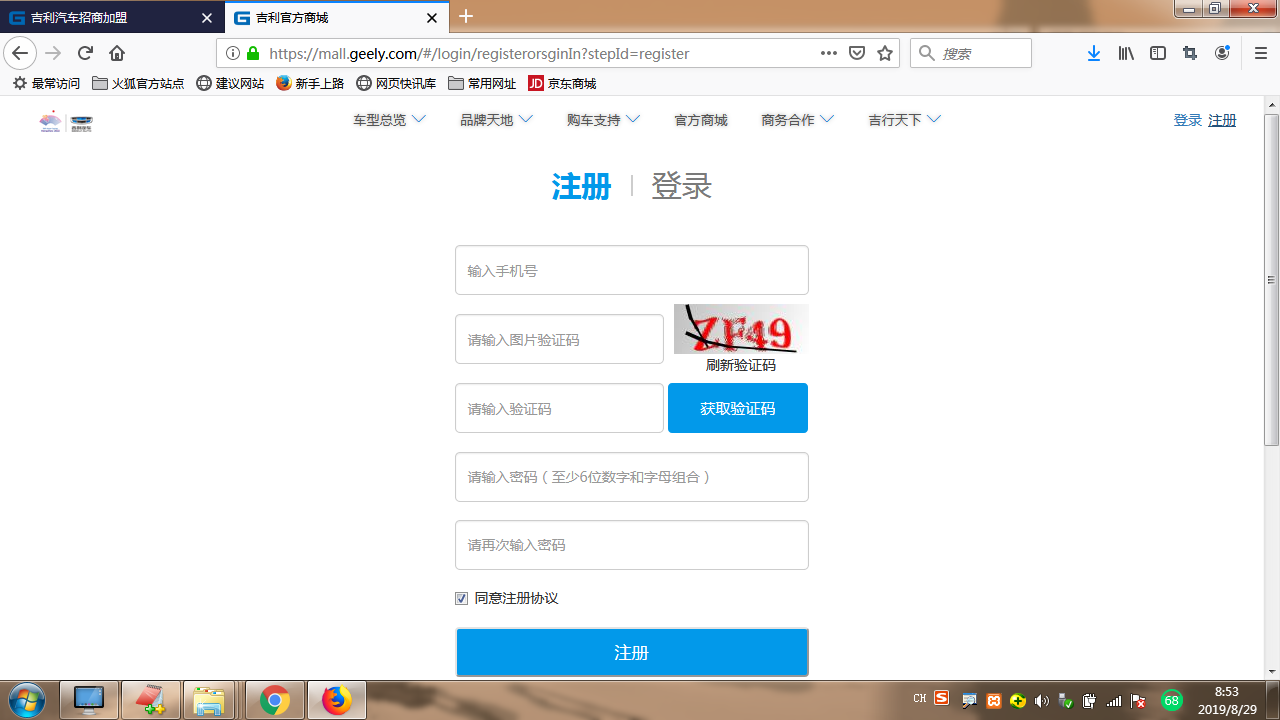 吉利汽车招商加盟
吉利官方商城
https://mall.geely.com/#/login/registerorsginIn?stepId=register
搜索
最常访问 火狐官方站点 建议网站 新手上路 网页快讯库 常用网址 JD 京东商城
车型总览 品牌天地 购车支持 官方商城 商务合作 吉行天下
登录 注册
注册 登录
输入手机号
请输入图片验证码
ZF49
刷新验证码
请输入验证码
获取验证码
请输入密码（至少6位数字和字母组合）
请再次输入密码
同意注册协议
注册
CH
68
8:53
2019/8/29